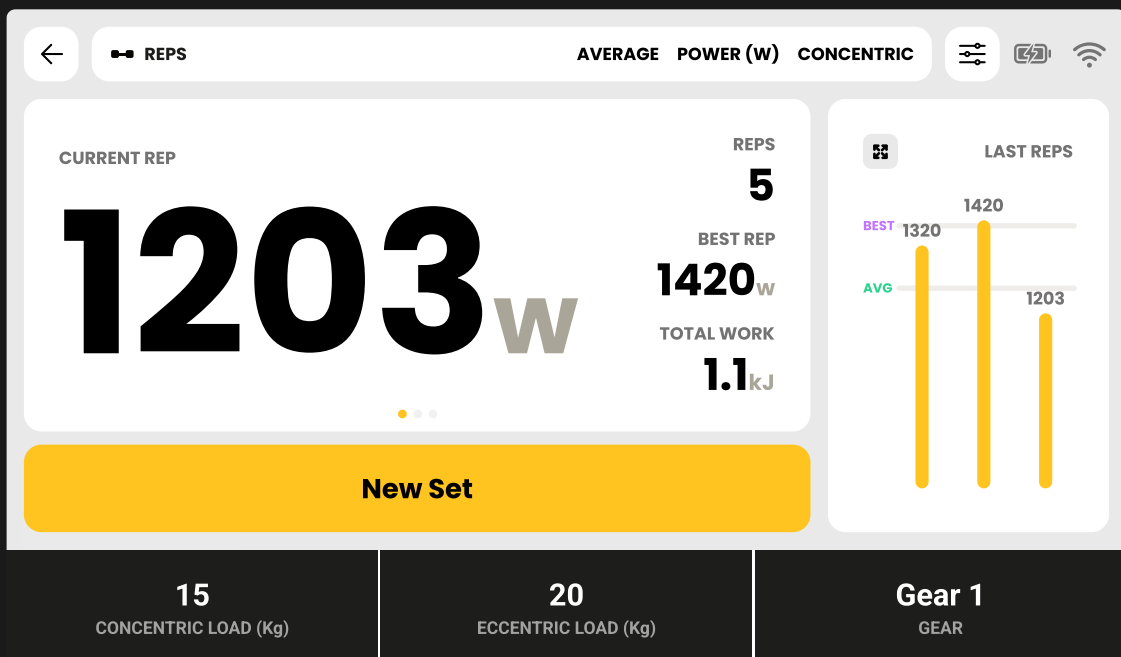 REPS AVERAGE POWER (W) CONCENTRIC
CURRENT REP
1203W
REPS
5
BEST REP
1420W
TOTAL WORK
1.1kJ
New Set
LAST REPS
1420
BEST 1320
AVG
1203
15
CONCENTRIC LOAD (Kg)
20
ECCENTRIC LOAD (Kg)
Gear 1
GEAR